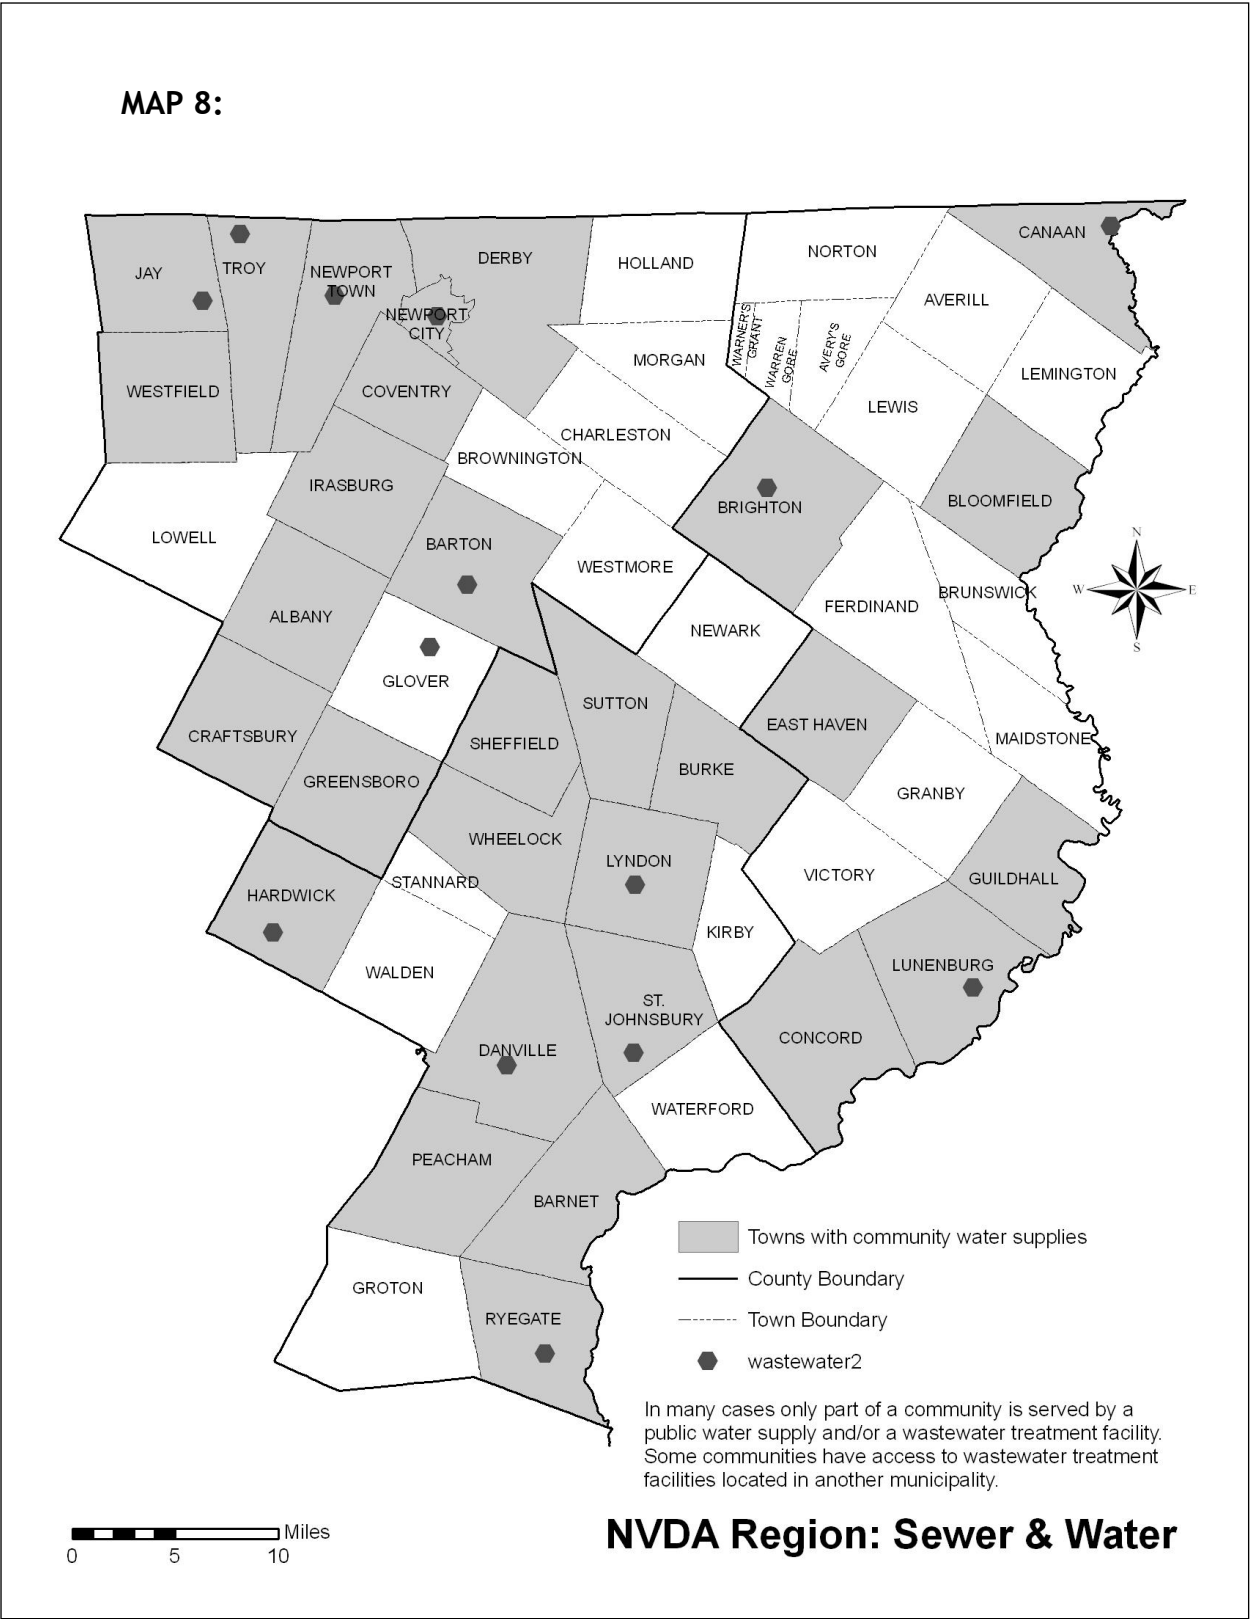 MAP 8:
CANAAN
NORTON
DERBY
HOLLAND
JAY
TROY
NEWPORT
TOWN
AVERILL
NEWPORT
CITY
WARNER'S
GRANT
WARREN
GORE
AVERY'S
GORE
MORGAN
LEMINGTON
WESTFIELD
COVENTRY
LEWIS
CHARLESTON
BROWNINGTON
IRASBURG
BLOOMFIELD
BRIGHTON
N
LOWELL
BARTON
WESTMORE
W
E
BRUNSWICK
FERDINAND
ALBANY
NEWARK
S
GLOVER
SUTTON
EAST HAVEN
CRAFTSBURY
SHEFFIELD
MAIDSTONE
BURKE
GREENSBORO
GRANBY
WHEELOCK
LYNDON
VICTORY
GUILDHALL
STANNARD
HARDWICK
KIRBY
LUNENBURG
WALDEN
ST.
JOHNSBURY
CONCORD
DANVILLE
WATERFORD
PEACHAM
BARNET
Towns with community water supplies
County Boundary
GROTON
RYEGATE
Town Boundary
wastewater2
In many cases only part of a community is served by a
public water supply and/or a wastewater treatment facility.
Some communities have access to wastewater treatment
facilities located in another municipality.
NVDA Region: Sewer & Water
Miles
0 5 10